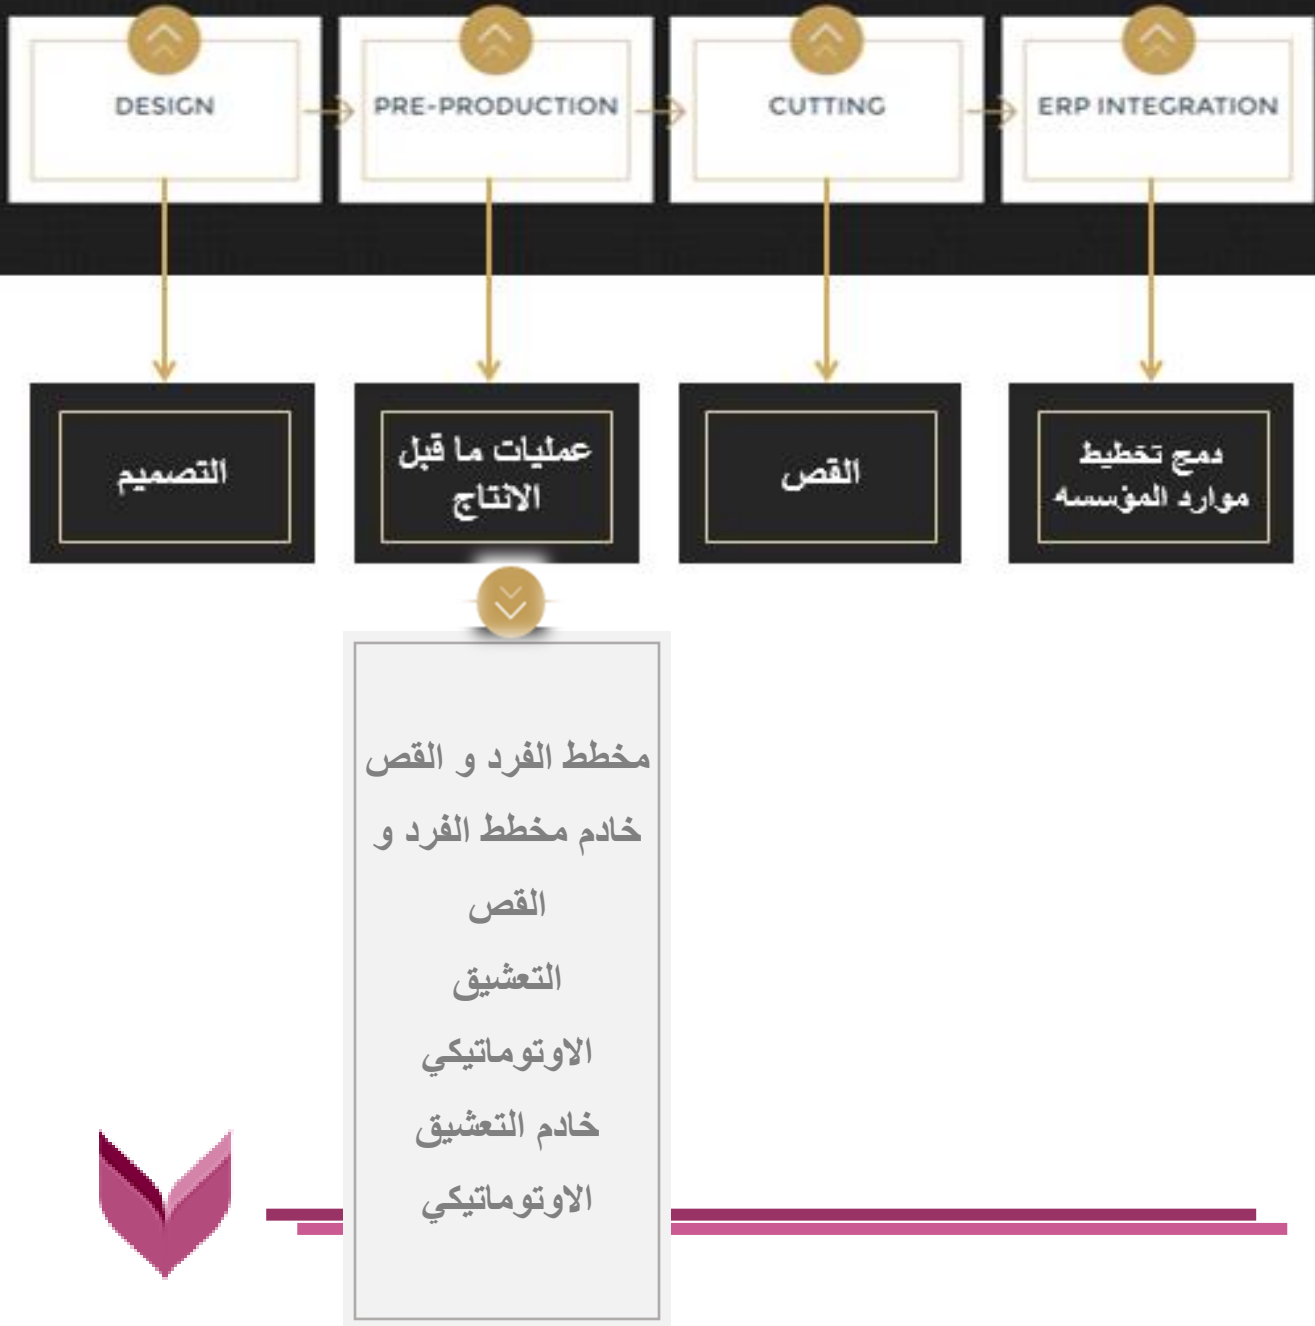 DESIGN
PRE-PRODUCTION
CUTTING
ERP INTEGRATION
التصميم
عمليات ما قبل
الانتاج
القص
دمج تخطيط
موارد المؤسسه
مخطط الفرد و القص
خادم مخطط الفرد و
القص
التعشيق
الاوتوماتيكي
خادم التعشيق
الاوتوماتيكي